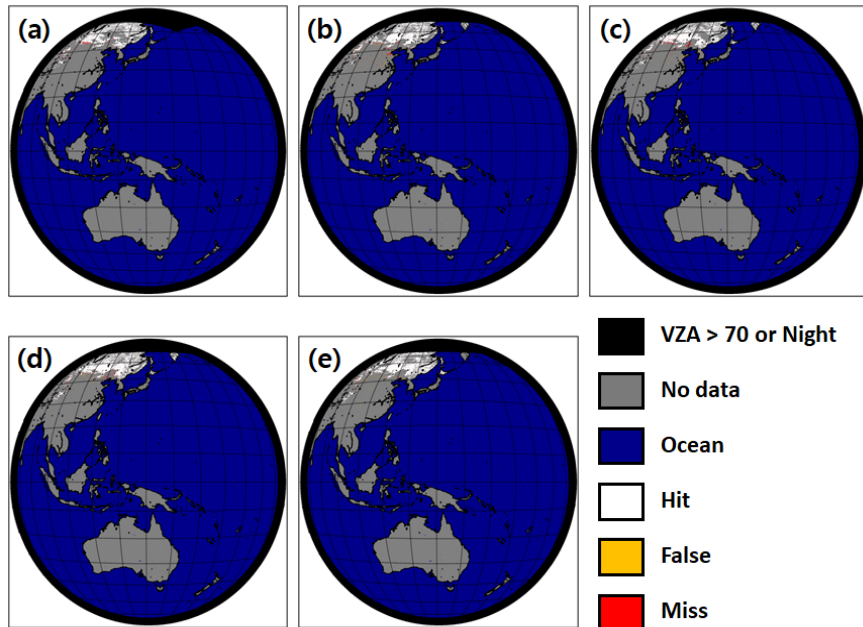 (a)
(b)
(c)
(d)
(e)
VZA > 70 or Night
No data
Ocean
Hit
False
Miss